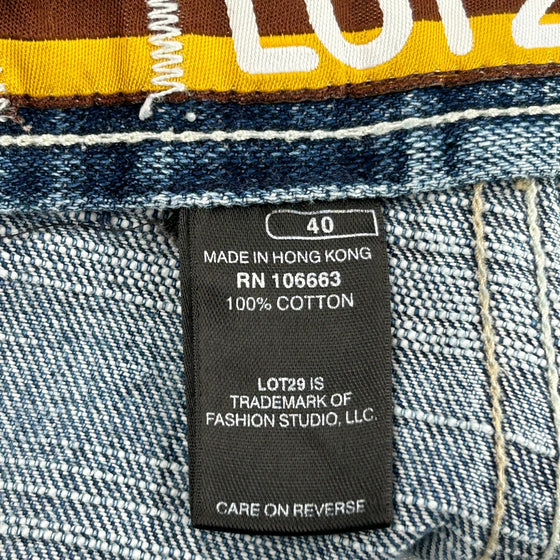 LOT2
40
MADE IN HONG KONG
RN 106663
100% COTTON
LOT29 IS
TRADEMARK OF
FASHION STUDIO, LLC.
CARE ON REVERSE